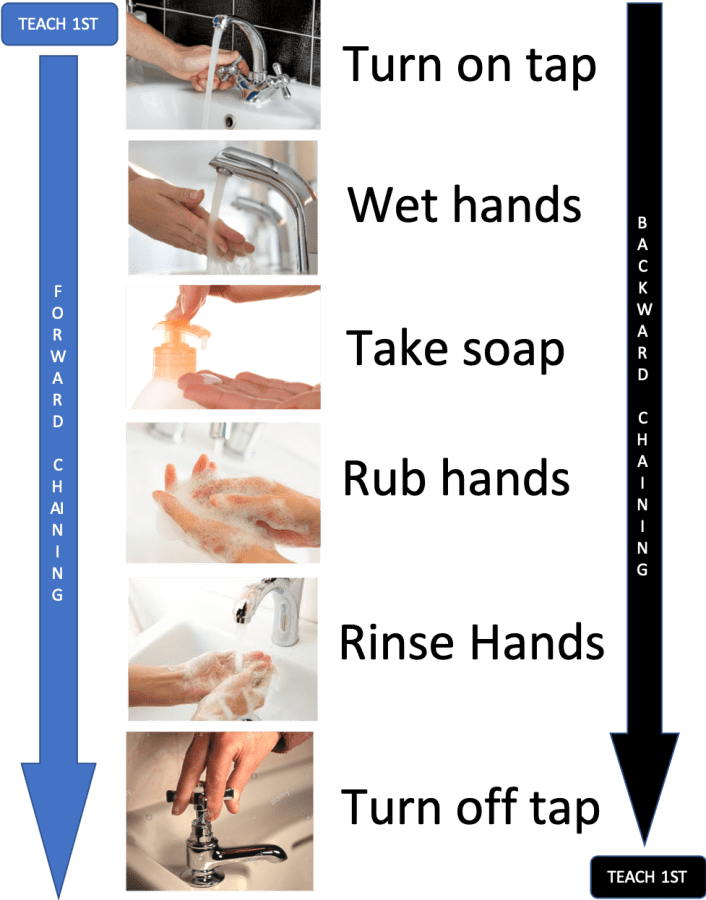 TEACH 1ST
Turn on tap
Wet hands
Take soap
Rub hands
Rinse Hands
Turn off tap
FORWARD CHAINING
BACKWARD CHAINING
TEACH 1ST